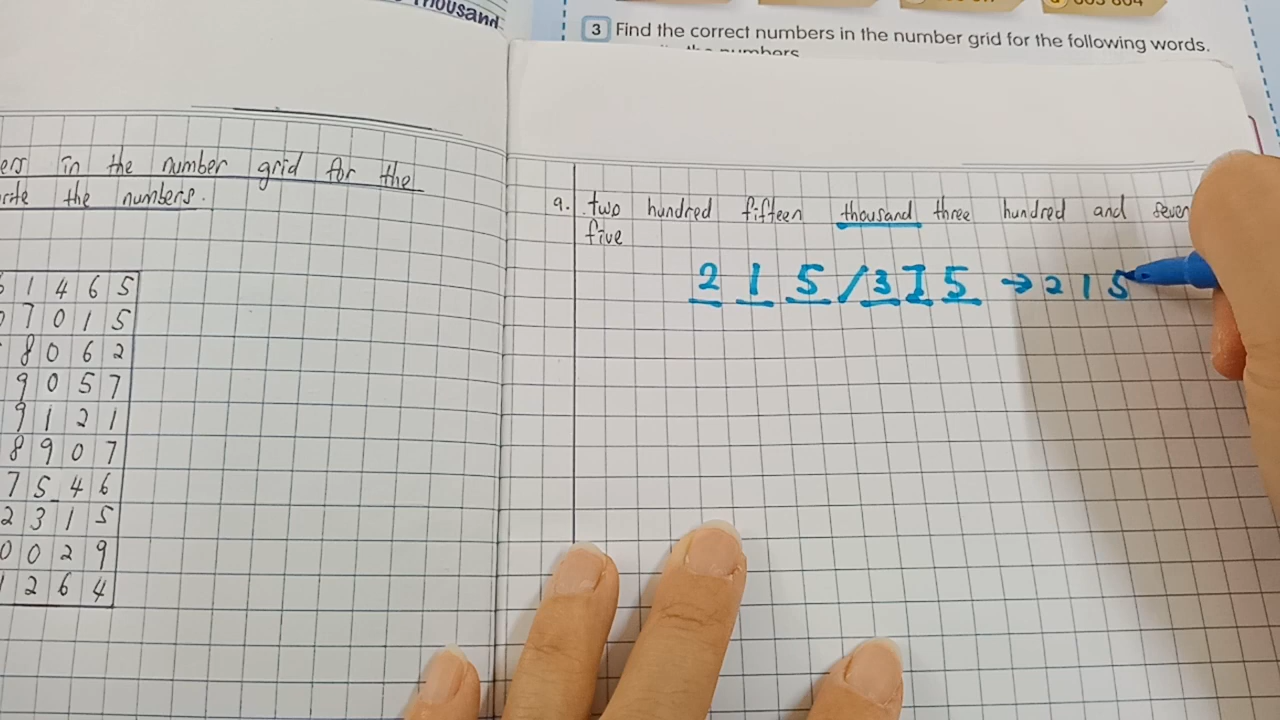 thousand
3 Find the correct numbers in the number grid for the following words.
the numbers
in the number grid for the
the numbers.
a. two hundred fifteen thousand three hundred and
five
2 1 5 / 3 7 5 → 2 1 5
1 4 6 5
7 0 1 5
8 0 6 2
9 0 5 7
9 1 2 1
8 9 0 7
7 5 4 6
2 3 1 5
0 0 2 9
1 2 6 4